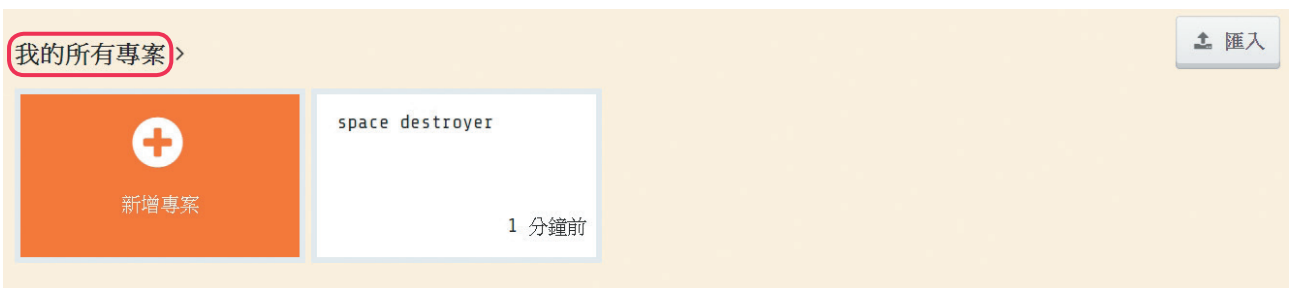 我的所有專案 >
匯入
新增專案
space destroyer
1 分鐘前